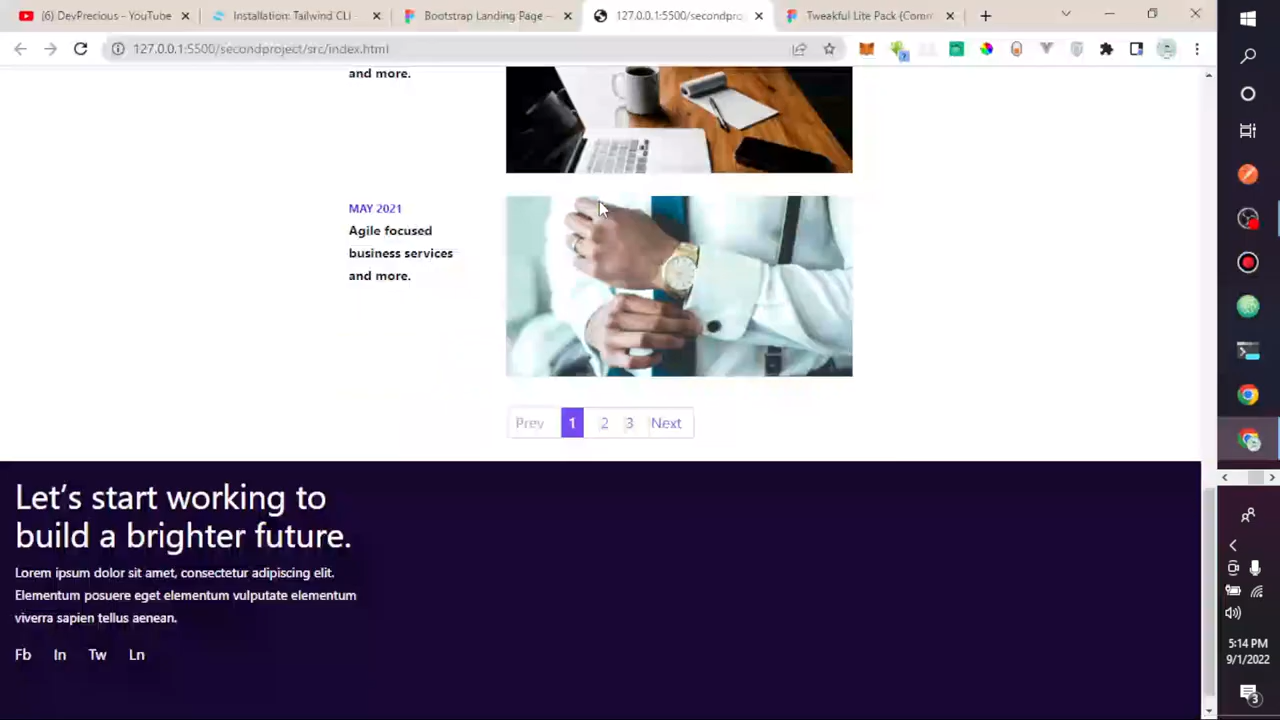 (6) DevPrecious - YouTube
Installation: Tailwind CLI -
Bootstrap Landing Page –
127.0.0.1:5500/secondproj
Tweakful Lite Pack (Comm
127.0.0.1:5500/secondproject/src/index.html
and more.
MAY 2021
Agile focused
business services
and more.
Prev 1 2 3 Next
Let's start working to
build a brighter future.
Lorem ipsum dolor sit amet, consectetur adipiscing elit.
Elementum posuere eget elementum vulputate elementum
viverra sapien tellus aenean.
Fb In Tw Ln
5:14 PM
9/1/2022
3